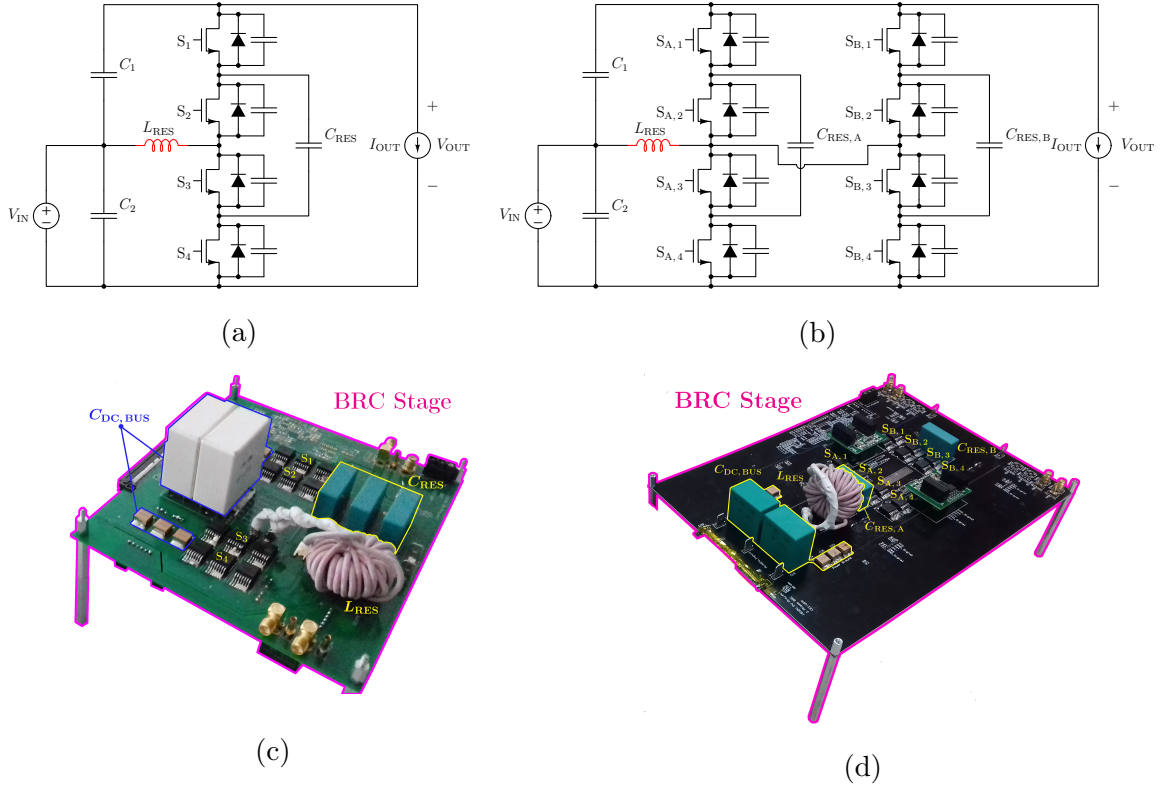 S1
C1
S2
LRES
CRES
IOUT
+
VOUT
−
S3
VIN
C2
S4
(a)
SA, 1
SB, 1
C1
SA, 2
SB, 2
LRES
CRES, A
CRES, B
IOUT
+
VOUT
−
SA, 3
SB, 3
VIN
C2
SA, 4
SB, 4
(b)
BRC Stage
CDC, BUS
S1
S2
CRES
S3
S4
LRES
(c)
BRC Stage
SB, 1
SB, 2
SB, 3
SB, 4
CRES, B
SA, 1
SA, 2
SA, 3
SA, 4
CDC, BUS
LRES
CRES, A
(d)